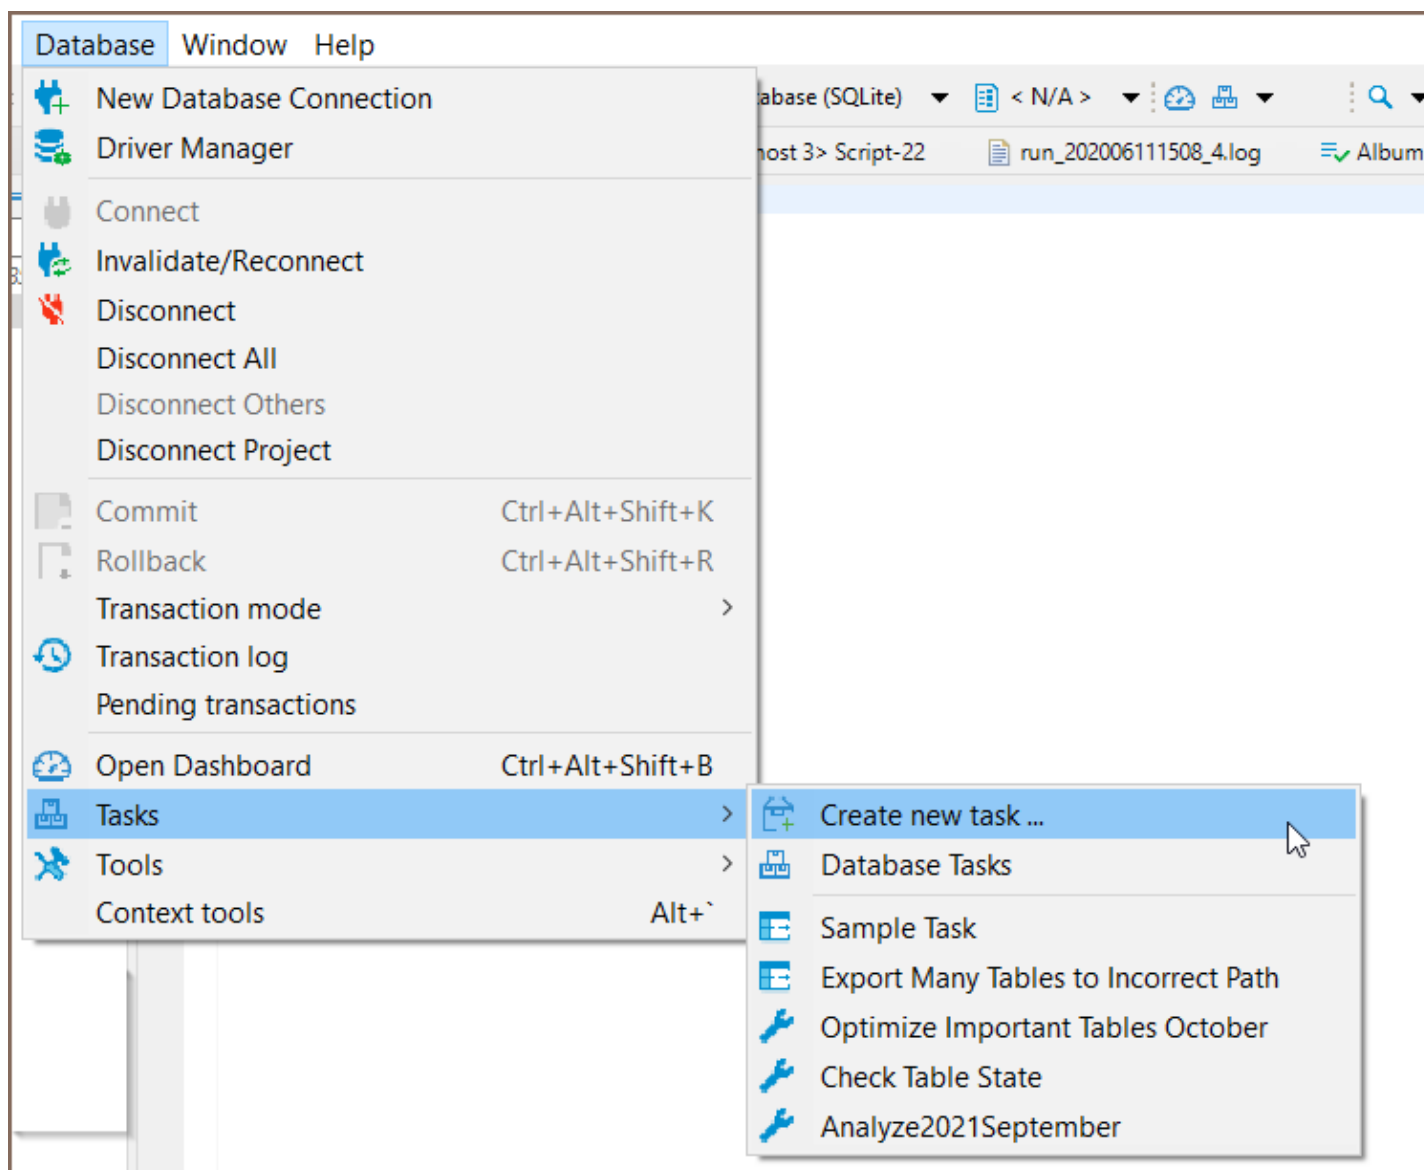 Database Window Help
New Database Connection
Driver Manager
Connect
Invalidate/Reconnect
Disconnect
Disconnect All
Disconnect Others
Disconnect Project
Commit Ctrl+Alt+Shift+K
Rollback Ctrl+Alt+Shift+R
Transaction mode
Transaction log
Pending transactions
Open Dashboard Ctrl+Alt+Shift+B
Tasks
Tools
Context tools Alt+`
(SQLite) < N/A >
3> Script-22 run_202006111508_4.log Album
Create new task ...
Database Tasks
Sample Task
Export Many Tables to Incorrect Path
Optimize Important Tables October
Check Table State
Analyze2021September